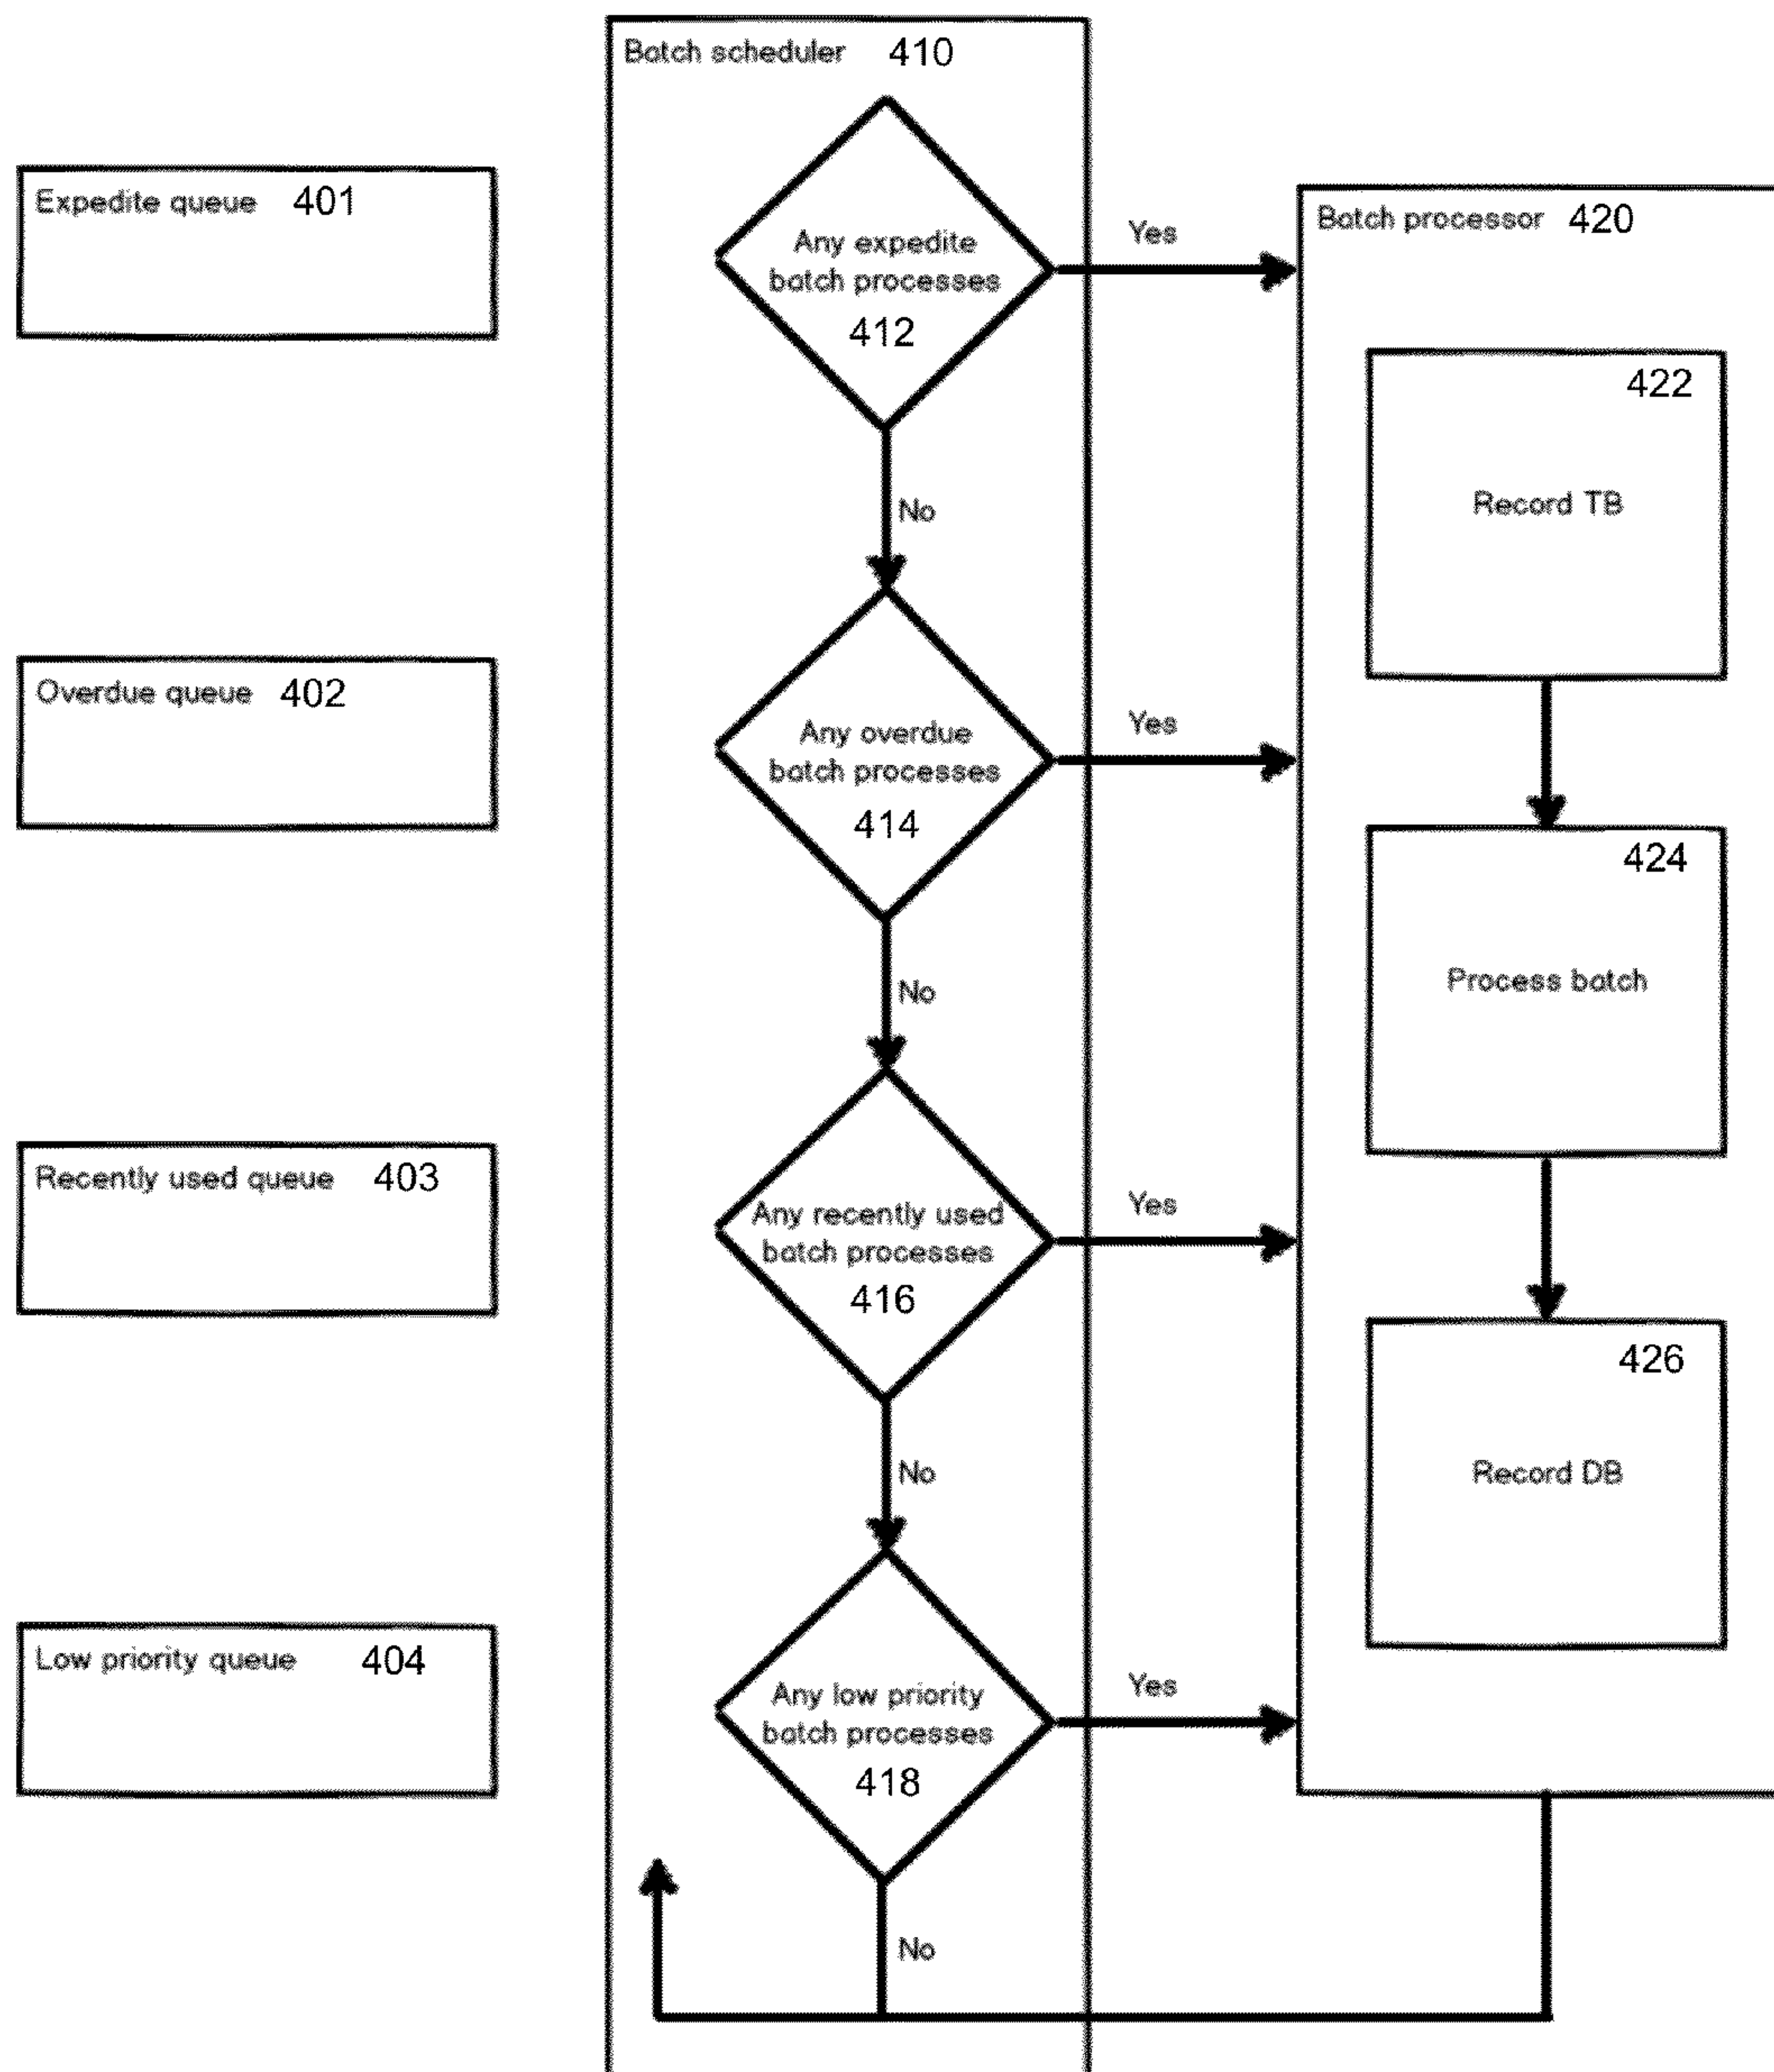 Batch scheduler 410
Expedite queue 401
Any expedite
batch processes
412
Yes
Batch processor 420
422
Record TB
No
Overdue queue 402
Any overdue
batch processes
414
Yes
424
Process batch
No
Recently used queue 403
Any recently used
batch processes
416
Yes
426
Record DB
No
Low priority queue 404
Any low priority
batch processes
418
Yes
No